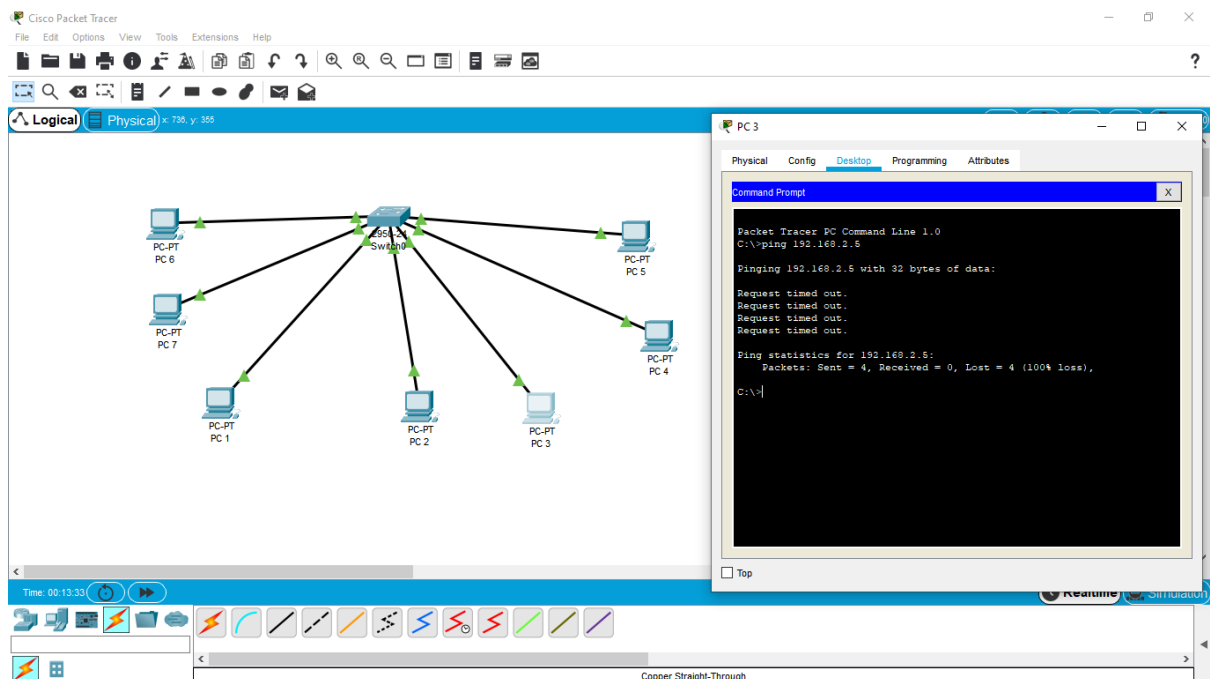 Cisco Packet Tracer
File Edit Options View Tools Extensions Help
?
Logical Physical x: 736, y: 355
PC-PT
PC 6
PC-PT
PC 7
PC-PT
PC 1
PC-PT
PC 2
PC-PT
PC 3
PC-PT
PC 4
PC-PT
PC 5
2950-24
Switch0
PC 3
Physical Config Desktop Programming Attributes
Command Prompt X
Packet Tracer PC Command Line 1.0
C:\>ping 192.168.2.5
Pinging 192.168.2.5 with 32 bytes of data:
Request timed out.
Request timed out.
Request timed out.
Request timed out.
Ping statistics for 192.168.2.5:
Packets: Sent = 4, Received = 0, Lost = 4 (100% loss),
C:\>
Top
Time: 00:13:33
Realtime Simulation
Copper Straight-Through